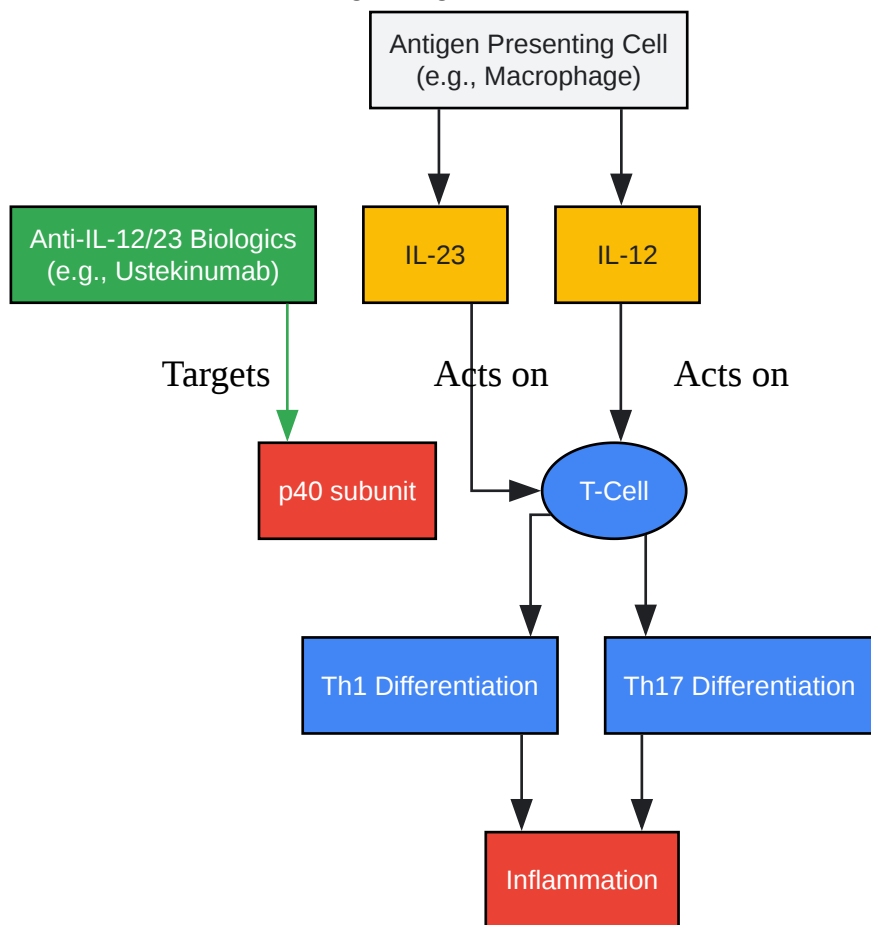 Antigen Presenting Cell
(e.g., Macrophage)
Anti-IL-12/23 Biologics
(e.g., Ustekinumab)
IL-23
IL-12
Targets
Acts on
Acts on
p40 subunit
T-Cell
Th1 Differentiation
Th17 Differentiation
Inflammation